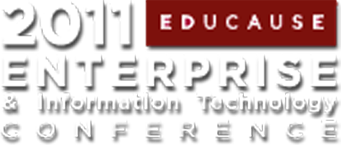 2011 EDUCAUSE
ENTERPRISE
& Information Technology
CONFERENCE